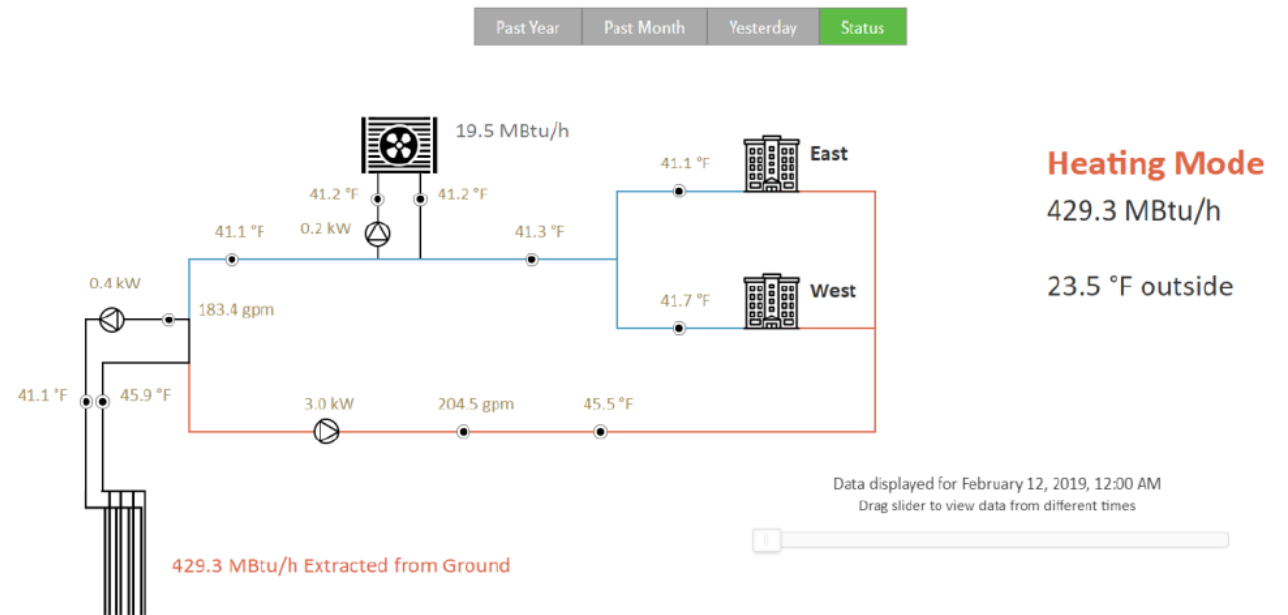 Past Year
Past Month
Yesterday
Status
19.5 MBtu/h
41.1 °F
East
Heating Mode
41.2 °F
41.2 °F
429.3 MBtu/h
41.1 °F
0.2 kW
41.3 °F
0.4 kW
183.4 gpm
41.7 °F
West
23.5 °F outside
41.1 °F
45.9 °F
3.0 kW
204.5 gpm
45.5 °F
Data displayed for February 12, 2019, 12:00 AM
Drag slider to view data from different times
429.3 MBtu/h Extracted from Ground